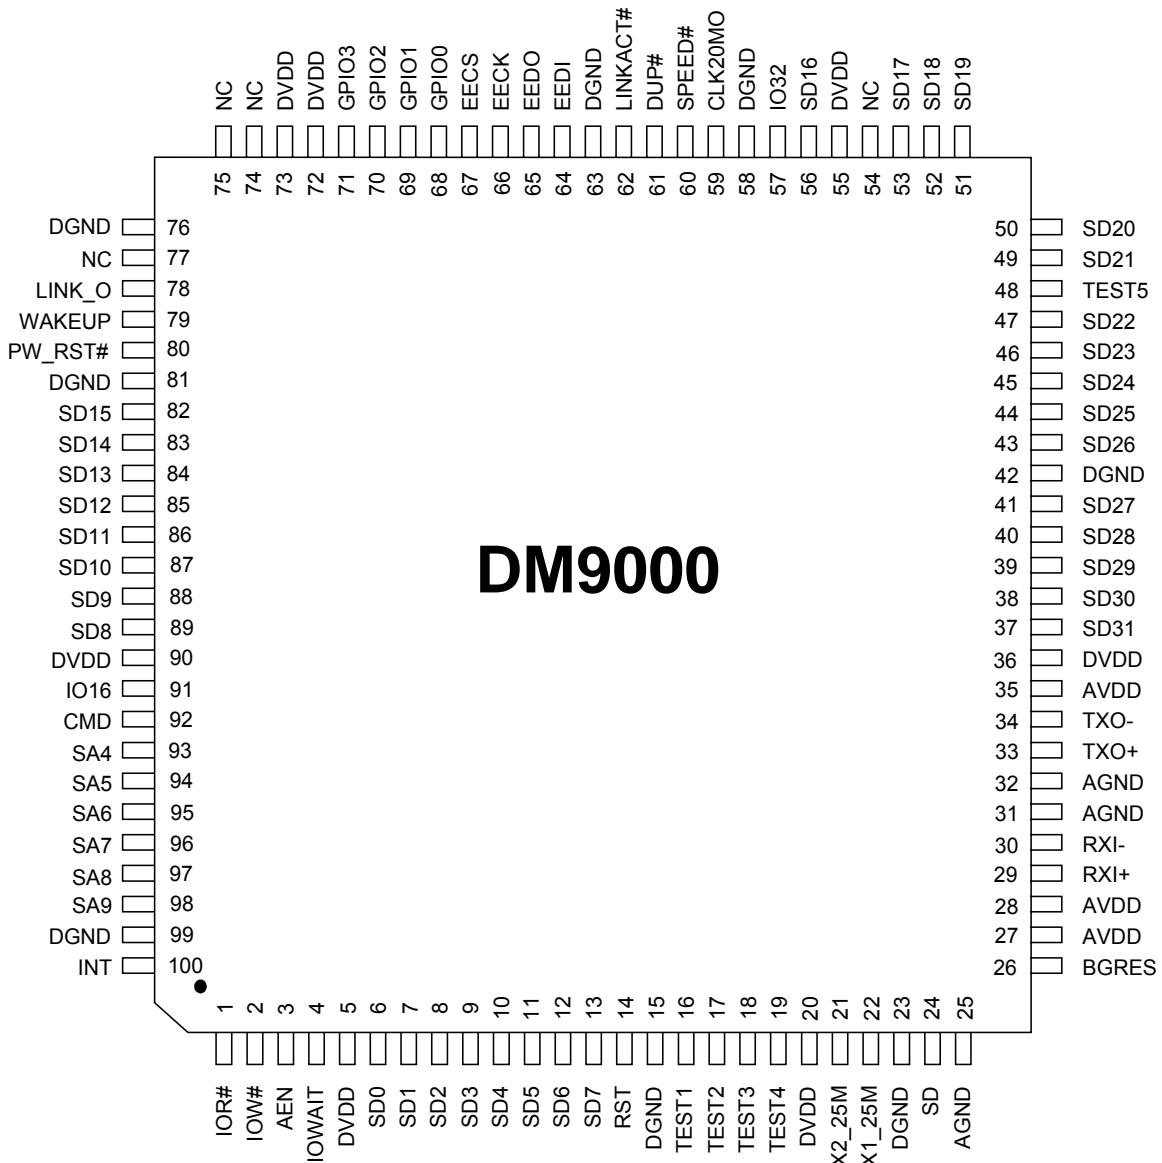 NC NC DVDD DVDD GPIO3 GPIO2 GPIO1 GPIO0 EECS EECK EEDO EEDI DGND LINKACT# DUP# SPEED# CLK20MO DGND IO32 SD16 DVDD NC SD17 SD18 SD19
75 74 73 72 71 70 69 68 67 66 65 64 63 62 61 60 59 58 57 56 55 54 53 52 51
DGND 76 50 SD20
NC 77 49 SD21
LINK_O 78 48 TEST5
WAKEUP 79 47 SD22
PW_RST# 80 46 SD23
DGND 81 45 SD24
SD15 82 44 SD25
SD14 83 43 SD26
SD13 84 42 DGND
SD12 85 41 SD27
SD11 86 40 SD28
SD10 87 39 SD29
SD9 88 38 SD30
SD8 89 37 SD31
DVDD 90 36 DVDD
IO16 91 35 AVDD
CMD 92 34 TXO-
SA4 93 33 TXO+
SA5 94 32 AGND
SA6 95 31 AGND
SA7 96 30 RXI-
SA8 97 29 RXI+
SA9 98 28 AVDD
DGND 99 27 AVDD
INT 100 26 BGRES
DM9000
1 2 3 4 5 6 7 8 9 10 11 12 13 14 15 16 17 18 19 20 21 22 23 24 25
IOR# IOW# AEN IOWAIT DVDD SD0 SD1 SD2 SD3 SD4 SD5 SD6 SD7 RST DGND TEST1 TEST2 TEST3 TEST4 DVDD X2_25M X1_25M DGND SD AGND